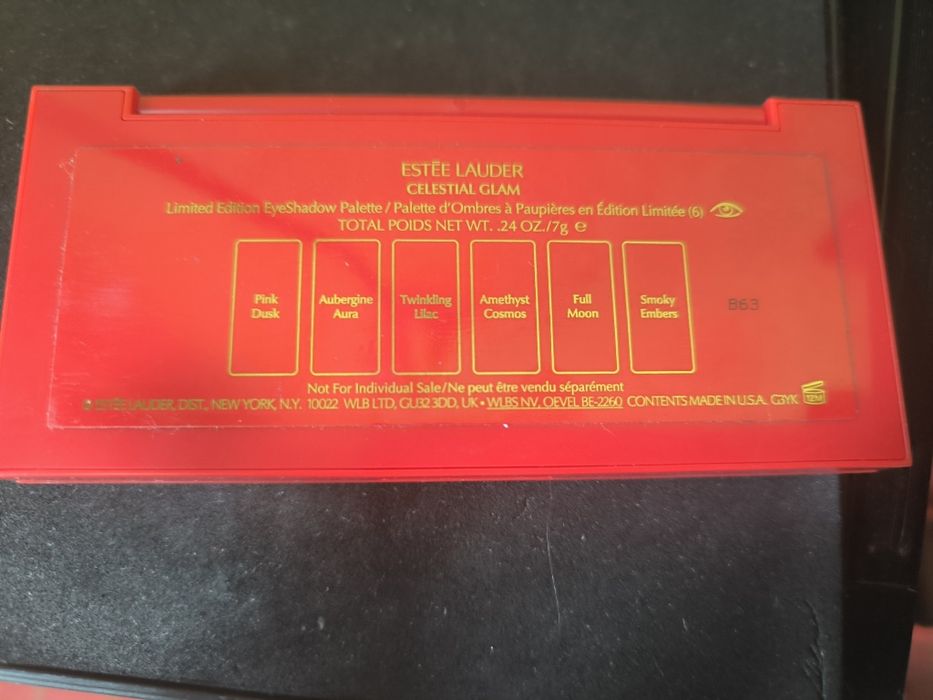 ESTĒE LAUDER
CELESTIAL GLAM
Limited Edition EyeShadow Palette / Palette d'Ombres à Paupières en Édition Limitée (6)
TOTAL POIDS NET WT. .24 OZ./7g e
Pink
Dusk
Aubergine
Aura
Twinkling
Lilac
Amethyst
Cosmos
Full
Moon
Smoky
Embers
B63
Not For Individual Sale/Ne peut être vendu séparément
© ESTĒE LAUDER, DIST., NEW YORK, N.Y. 10022 WLB LTD, GU32 3DD, UK • WLBS NV, OEVEL BE-2260 CONTENTS MADE IN U.S.A. G3YK
12M